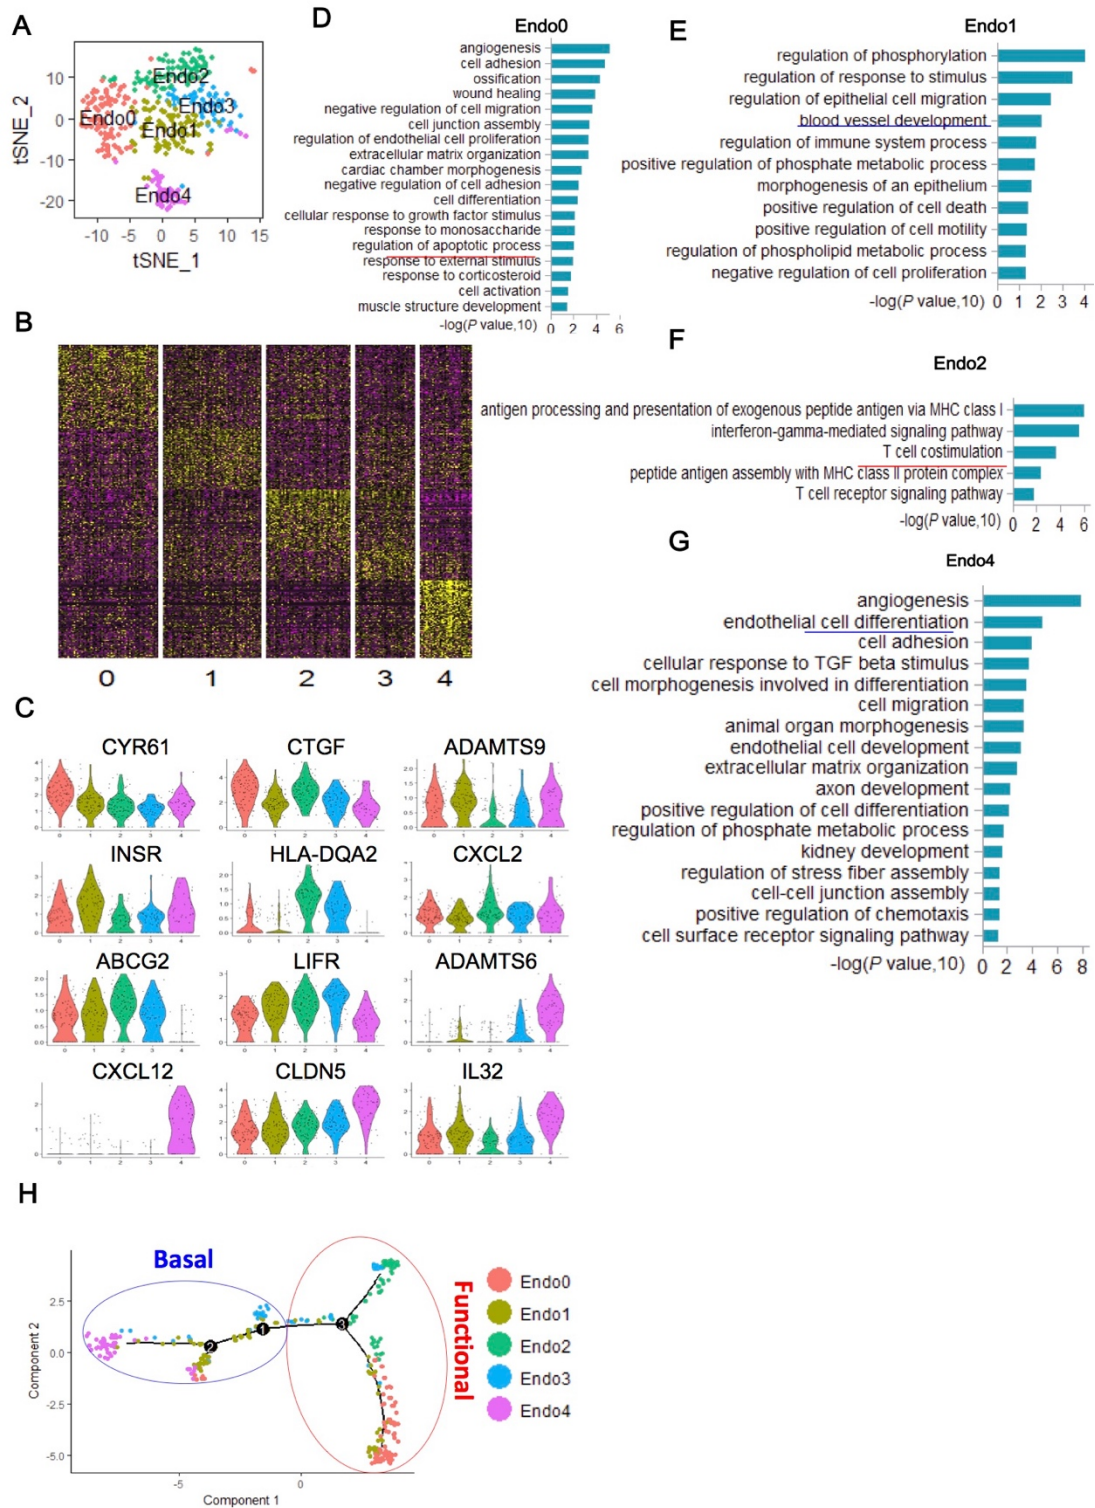 A
tSNE_2
10
0
-10
-20
Endo2
Endo3
Endo0
Endo1
Endo4
-10 -5 0 5 10 15
tSNE_1
B
0 1 2 3 4
C
CYR61 CTGF ADAMTS9
INSR HLA-DQA2 CXCL2
ABCG2 LIFR ADAMTS6
CXCL12 CLDN5 IL32
D
Endo0
angiogenesis
cell adhesion
ossification
wound healing
negative regulation of cell migration
cell junction assembly
regulation of endothelial cell proliferation
extracellular matrix organization
cardiac chamber morphogenesis
negative regulation of cell adhesion
cell differentiation
cellular response to growth factor stimulus
response to monosaccharide
regulation of apoptotic process
response to external stimulus
response to corticosteroid
cell activation
muscle structure development
-log(P value,10) 0 2 4 6
E
Endo1
regulation of phosphorylation
regulation of response to stimulus
regulation of epithelial cell migration
blood vessel development
regulation of immune system process
positive regulation of phosphate metabolic process
morphogenesis of an epithelium
positive regulation of cell death
positive regulation of cell motility
regulation of phospholipid metabolic process
negative regulation of cell proliferation
-log(P value,10) 0 1 2 3 4
F
Endo2
antigen processing and presentation of exogenous peptide antigen via MHC class I
interferon-gamma-mediated signaling pathway
T cell costimulation
peptide antigen assembly with MHC class II protein complex
T cell receptor signaling pathway
-log(P value,10) 0 2 4 6
G
Endo4
angiogenesis
endothelial cell differentiation
cell adhesion
cellular response to TGF beta stimulus
cell morphogenesis involved in differentiation
cell migration
animal organ morphogenesis
endothelial cell development
extracellular matrix organization
axon development
positive regulation of cell differentiation
regulation of phosphate metabolic process
kidney development
regulation of stress fiber assembly
cell-cell junction assembly
positive regulation of chemotaxis
cell surface receptor signaling pathway
-log(P value,10) 0 2 4 6 8
H
Basal
Functional
Component 2
2.5
0.0
-2.5
-5.0
1
2
3
-5 0
Component 1
Endo0
Endo1
Endo2
Endo3
Endo4